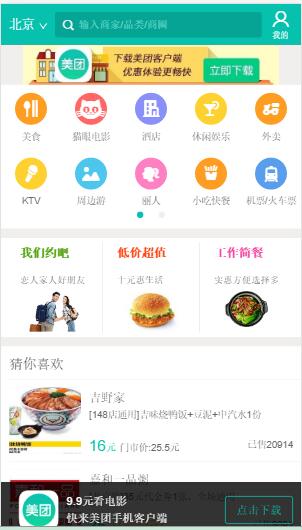 北京 输入商家/品类/商圈 我的
美团 下载美团客户端
优惠体验更快 立即下载
美食 猫眼电影 酒店 休闲娱乐 外卖
KTV 周边游 丽人 小吃快餐 机票/火车票
我们约吧 低价超值 工作简餐
恋人家人好朋友 十元惠生活 实惠方便选择多
猜你喜欢
吉野家
[148店通用]吉味烧鸭饭+豆泥+中汽水1份
16元 门市价:25.5元 已售20914
喜和一品粥
美团 9.9元看电影
快来美团手机客户端 点击下载